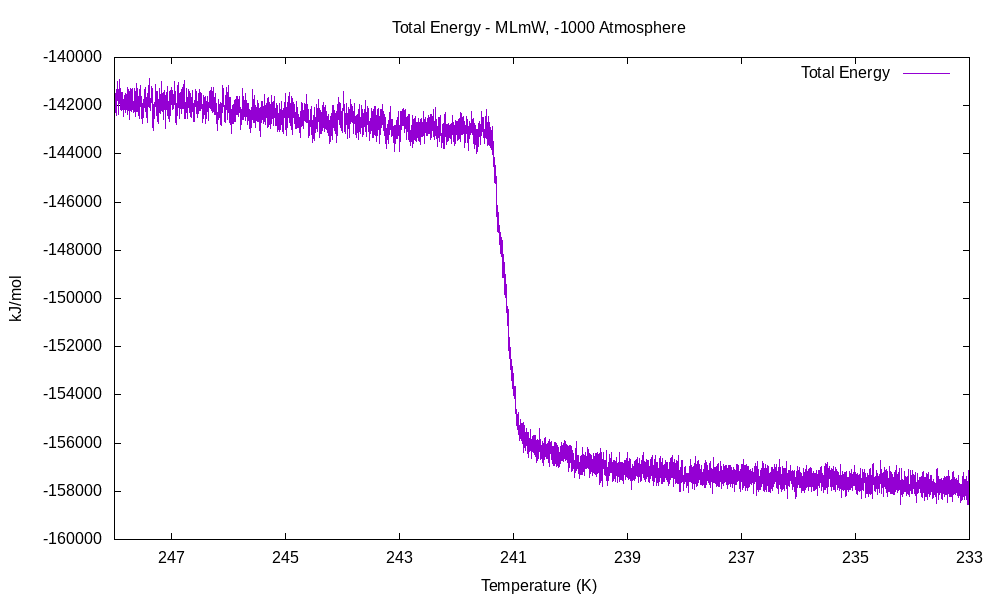 Total Energy - MLmW, -1000 Atmosphere
-140000
Total Energy
-142000
-144000
-146000
-148000
kJ/mol
-150000
-152000
-154000
-156000
-158000
-160000
247 245 243 241 239 237 235 233
Temperature (K)